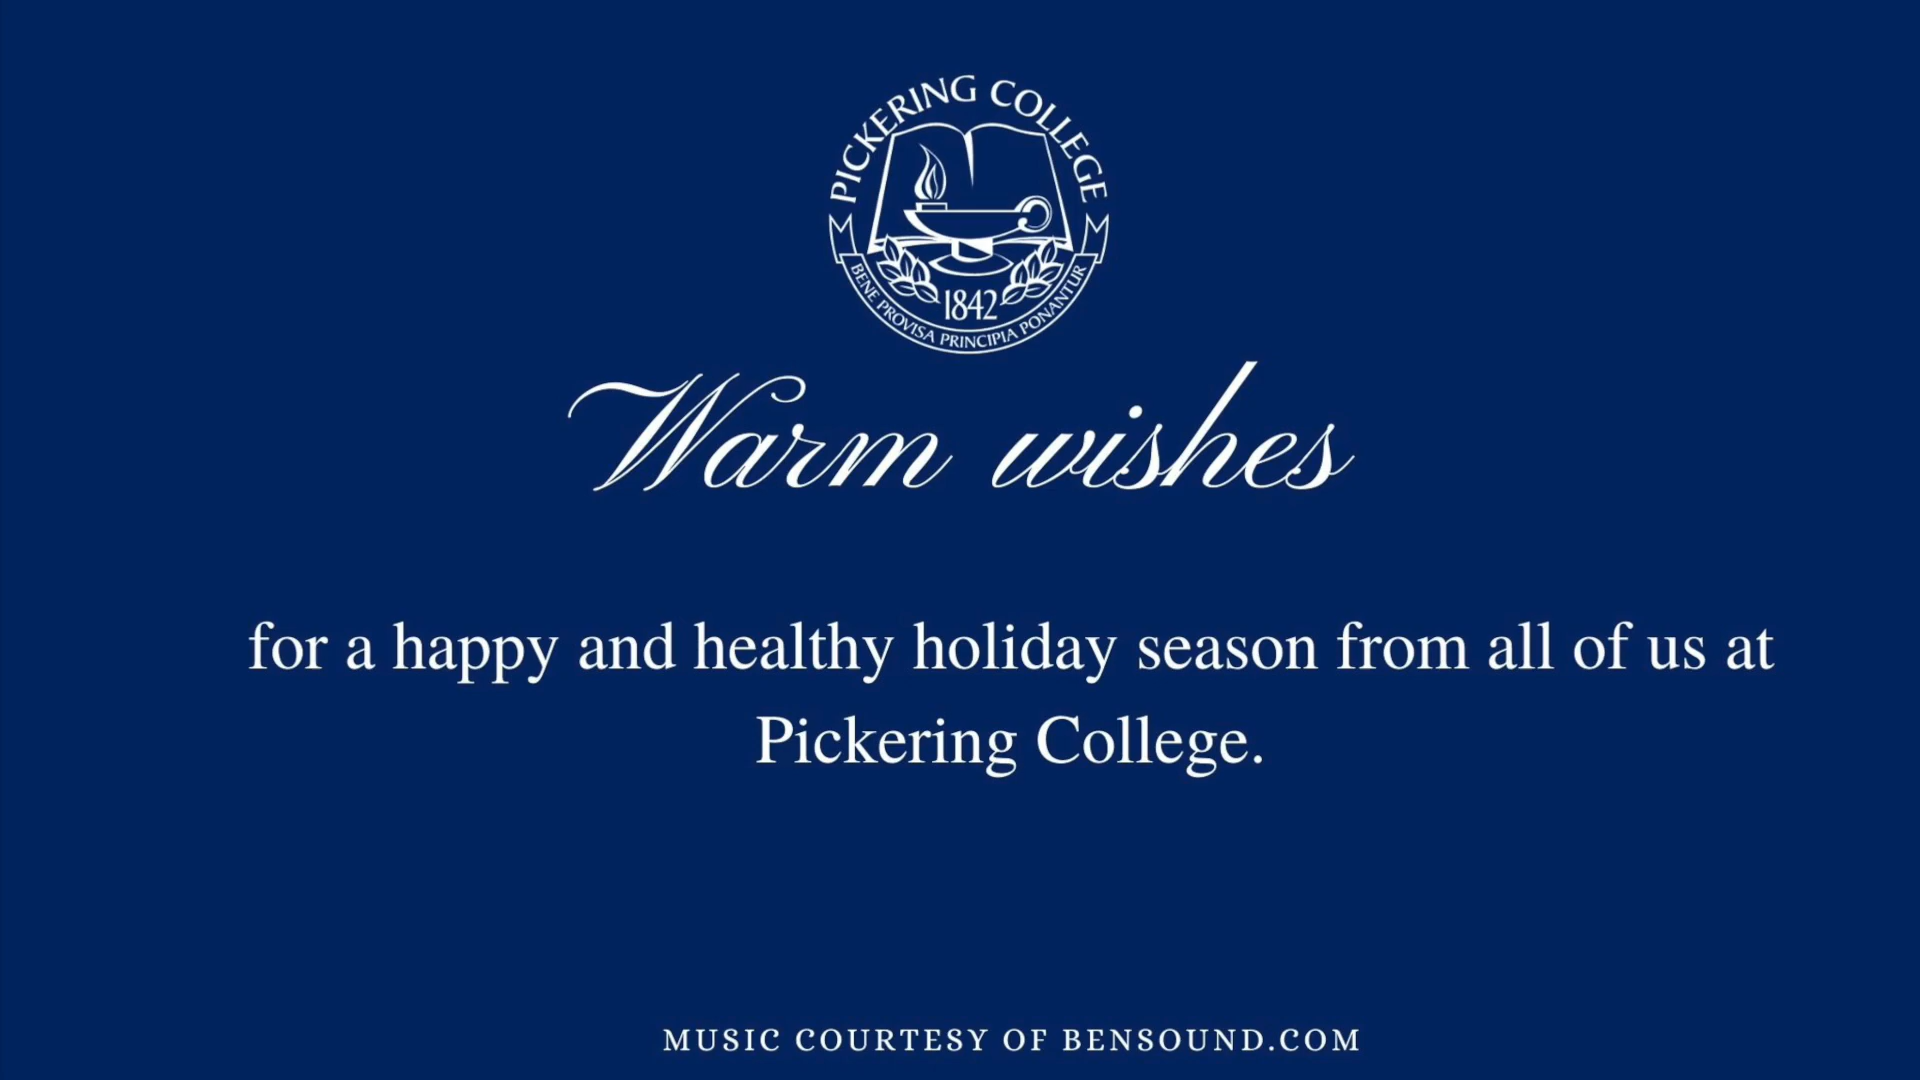 PICKERING COLLEGE
1842
BENE PROVISA PRINCIPIA PONANTUR
Warm wishes
for a happy and healthy holiday season from all of us at
Pickering College.
MUSIC COURTESY OF BENSOUND.COM